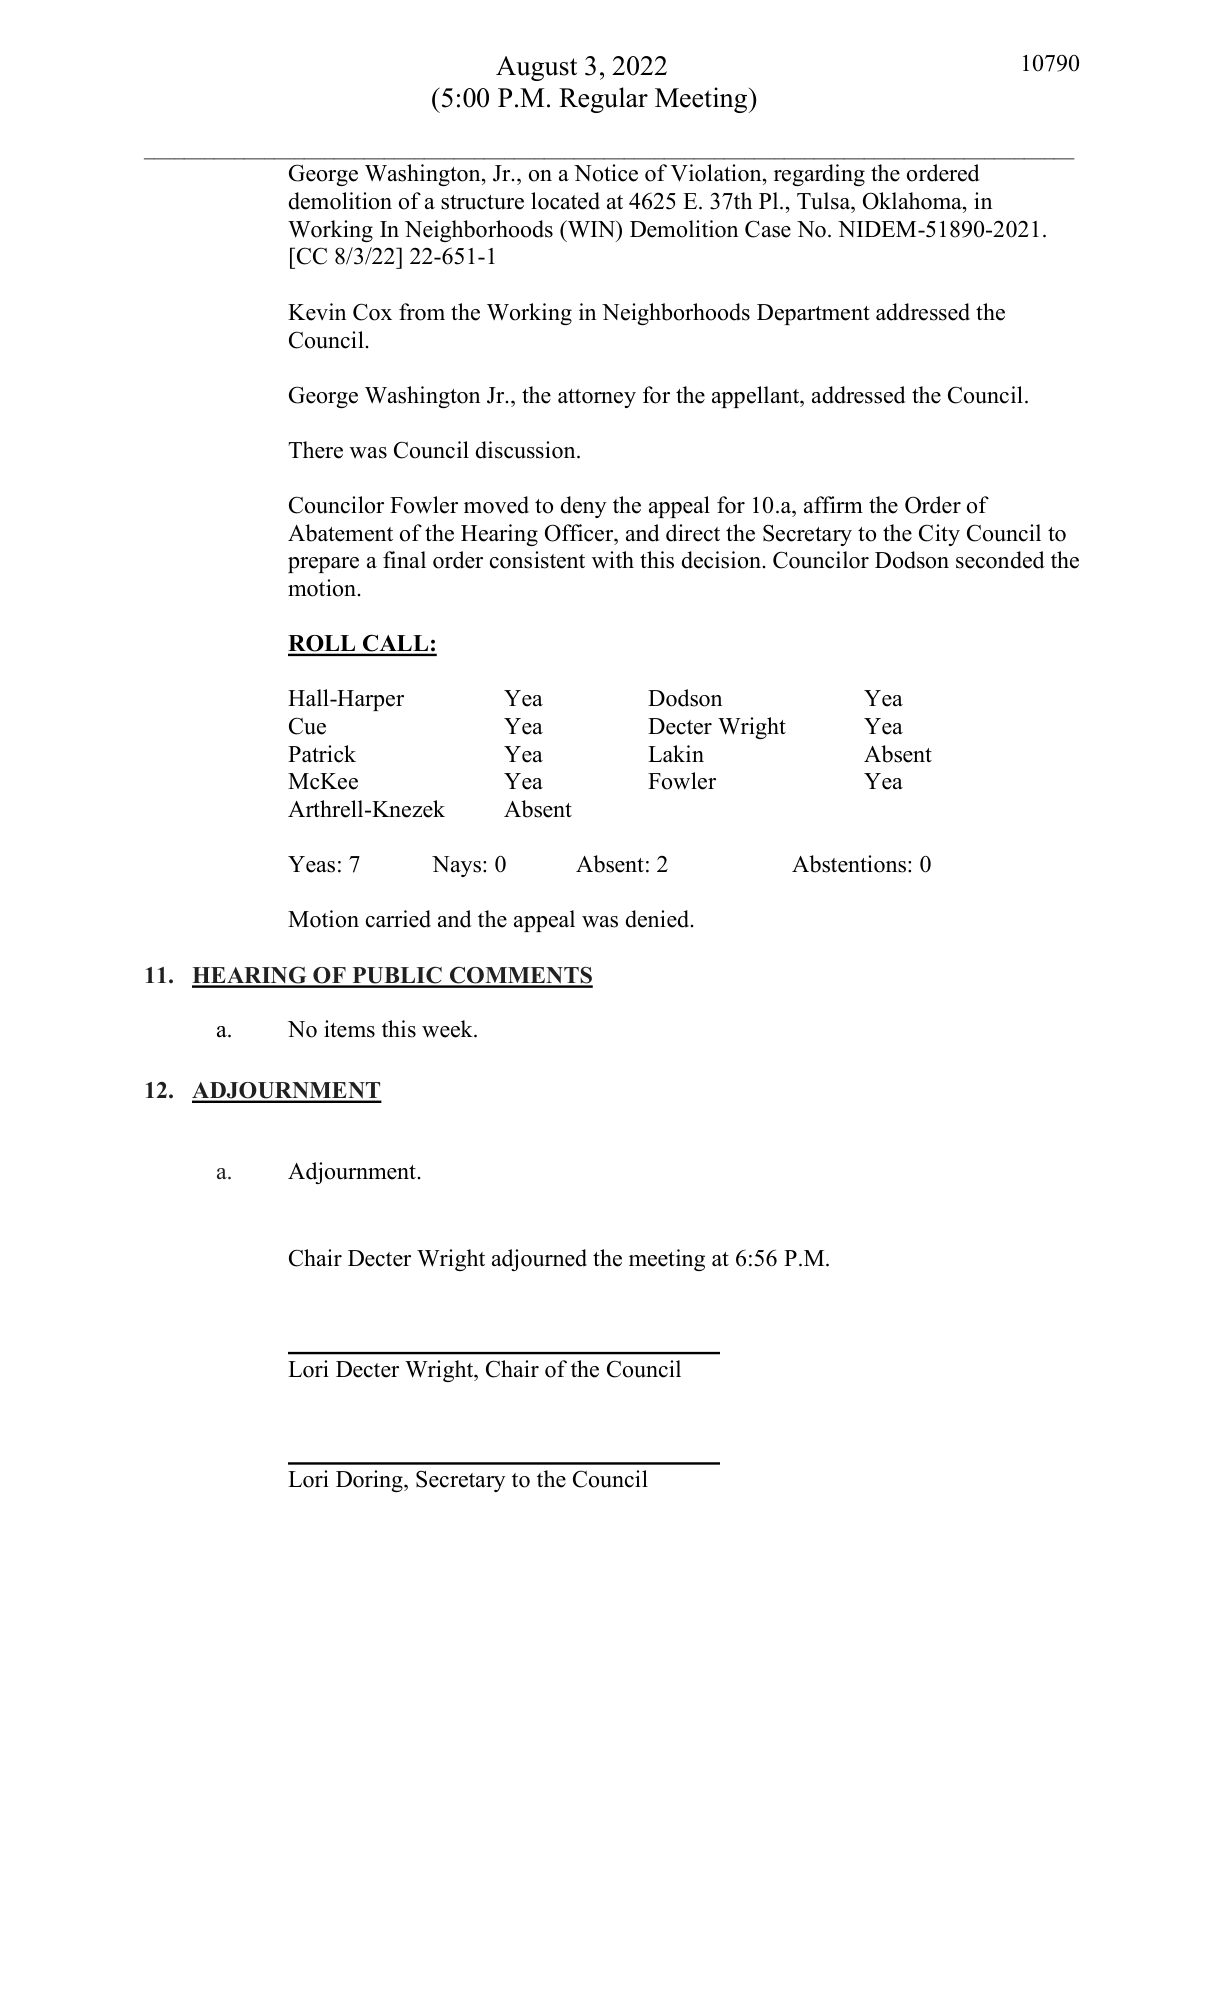 August 3, 2022
10790
(5:00 P.M. Regular Meeting)
George Washington, Jr., on a Notice of Violation, regarding the ordered
demolition of a structure located at 4625 E. 37th Pl., Tulsa, Oklahoma, in
Working In Neighborhoods (WIN) Demolition Case No. NIDEM-51890-2021.
[CC 8/3/22] 22-651-1
Kevin Cox from the Working in Neighborhoods Department addressed the
Council.
George Washington Jr., the attorney for the appellant, addressed the Council.
There was Council discussion.
Councilor Fowler moved to deny the appeal for 10.a, affirm the Order of
Abatement of the Hearing Officer, and direct the Secretary to the City Council to
prepare a final order consistent with this decision. Councilor Dodson seconded the
motion.
ROLL CALL:
Hall-Harper Yea Dodson Yea
Cue Yea Decter Wright Yea
Patrick Yea Lakin Absent
McKee Yea Fowler Yea
Arthrell-Knezek Absent
Yeas: 7 Nays: 0 Absent: 2 Abstentions: 0
Motion carried and the appeal was denied.
11. HEARING OF PUBLIC COMMENTS
a. No items this week.
12. ADJOURNMENT
a. Adjournment.
Chair Decter Wright adjourned the meeting at 6:56 P.M.
Lori Decter Wright, Chair of the Council
Lori Doring, Secretary to the Council